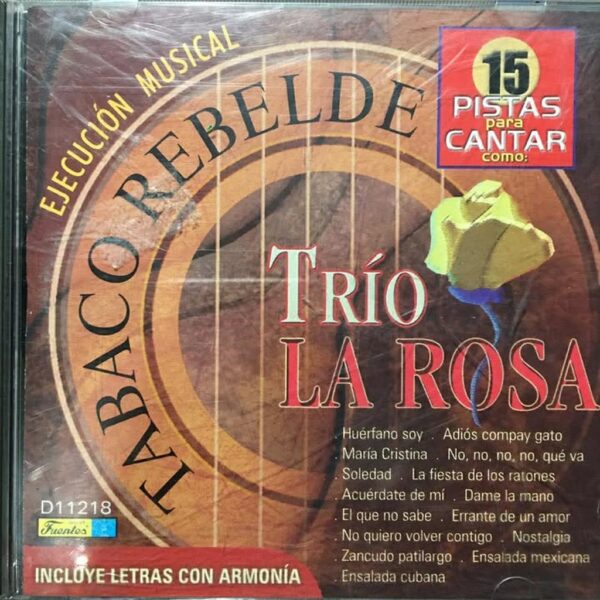 EJECUCIÓN MUSICAL
TABACO REBELDE
15
PISTAS
para
CANTAR
como:
TRÍO
LA ROSA
. Huérfano soy . Adiós compay gato
. María Cristina . No, no, no, no, qué va
. Soledad . La fiesta de los ratones
. Acuérdate de mí . Dame la mano
. El que no sabe . Errante de un amor
. No quiero volver contigo . Nostalgia
. Zancudo patilargo . Ensalada mexicana
. Ensalada cubana
D11218
Fuentes
INCLUYE LETRAS CON ARMONÍA